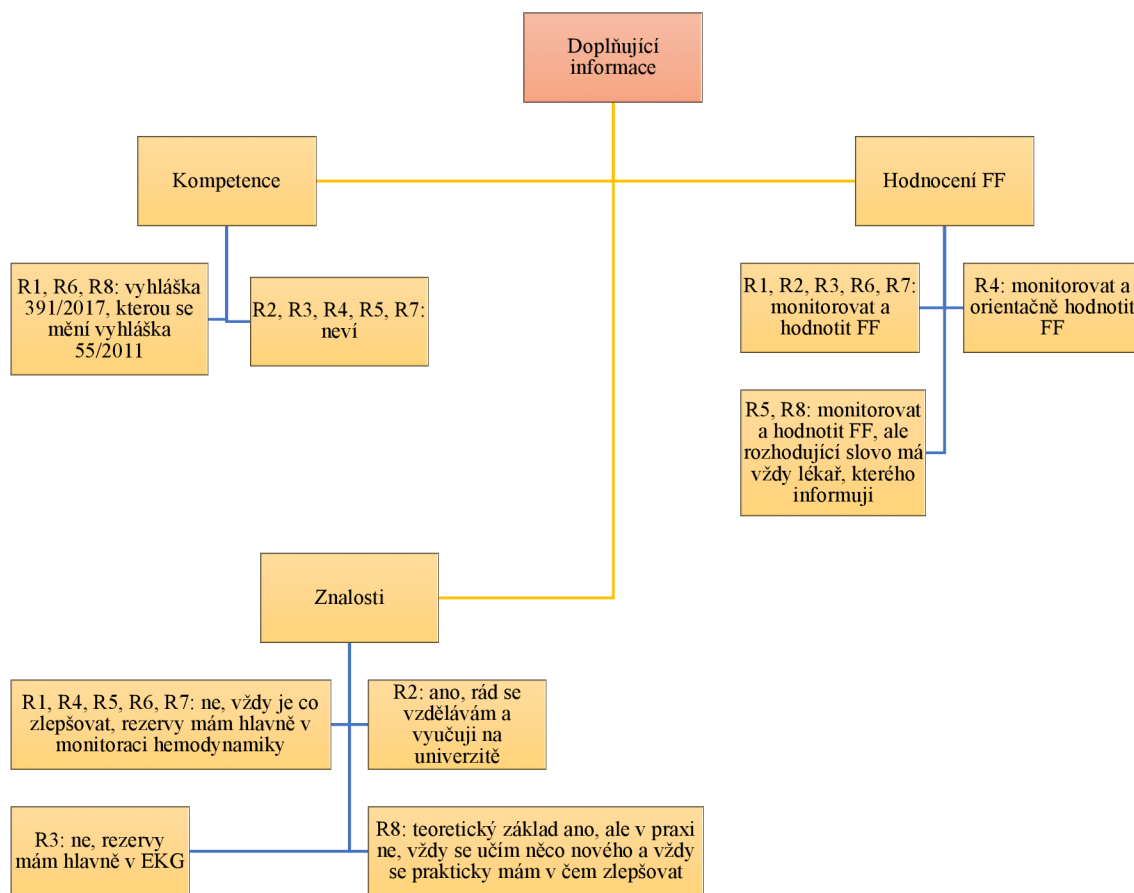 Doplňující
informace
Kompetence
Hodnocení FF
R1, R6, R8: vyhláška
391/2017, kterou se
mění vyhláška
55/2011
R2, R3, R4, R5, R7:
neví
R1, R2, R3, R6, R7:
monitorovat a
hodnotit FF
R4: monitorovat a
orientačně hodnotit
FF
R5, R8: monitorovat
a hodnotit FF, ale
rozhodující slovo má
vždy lékař, kterého
informuji
Znalosti
R1, R4, R5, R6, R7: ne, vždy je co
zlepšovat, rezervy mám hlavně v
monitoraci hemodynamiky
R2: ano, rád se
vzdělávám a
vyučuji na
univerzitě
R3: ne, rezervy
mám hlavně v EKG
R8: teoretický základ ano, ale v praxi
ne, vždy se učím něco nového a vždy
se prakticky mám v čem zlepšovat